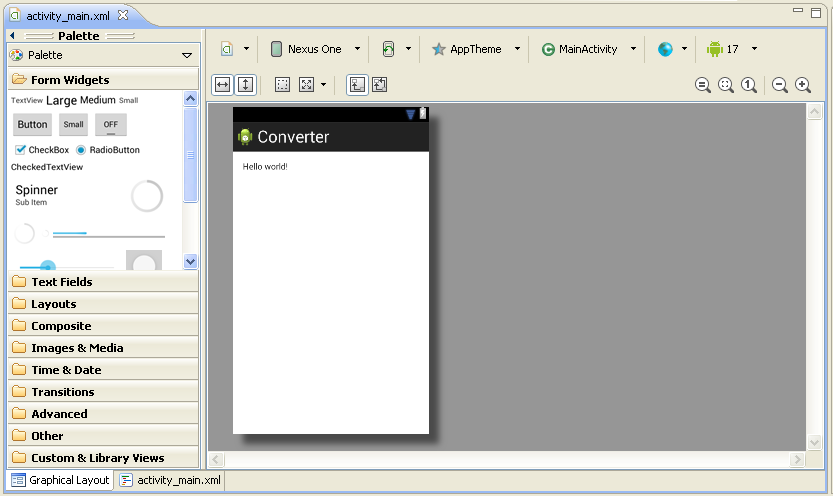 activity_main.xml
Palette
Palette
Form Widgets
TextView Large Medium Small
Button Small OFF
CheckBox RadioButton
CheckedTextView
Spinner
Sub Item
Text Fields
Layouts
Composite
Images & Media
Time & Date
Transitions
Advanced
Other
Custom & Library Views
Graphical Layout activity_main.xml
Nexus One AppTheme MainActivity 17
1
Converter
Hello world!